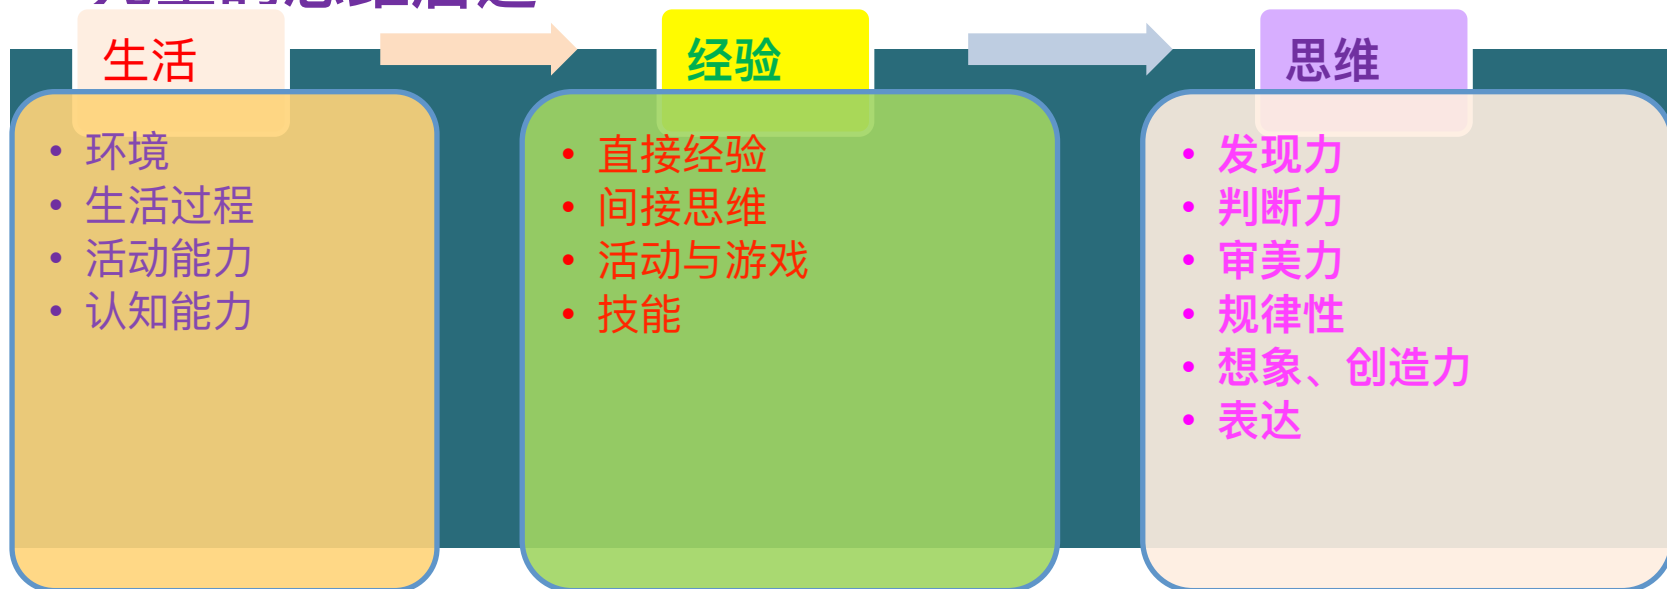 生活
经验
思维
• 环境
• 生活过程
• 活动能力
• 认知能力
• 直接经验
• 间接思维
• 活动与游戏
• 技能
• 发现力
• 判断力
• 审美力
• 规律性
• 想象、创造力
• 表达